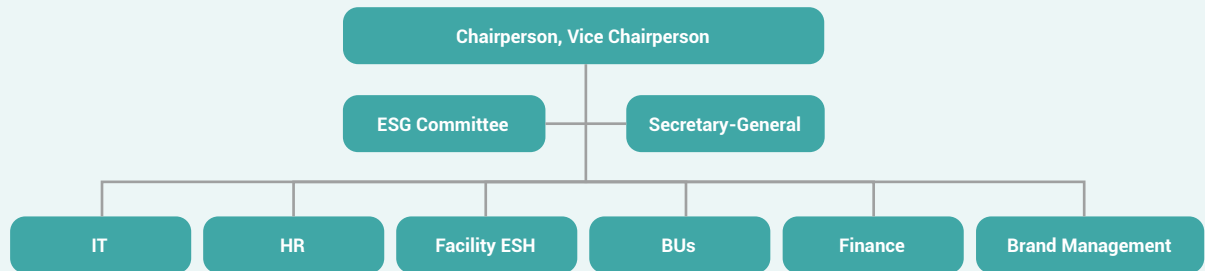 Chairperson, Vice Chairperson
ESG Committee
Secretary-General
IT
HR
Facility ESH
BUs
Finance
Brand Management